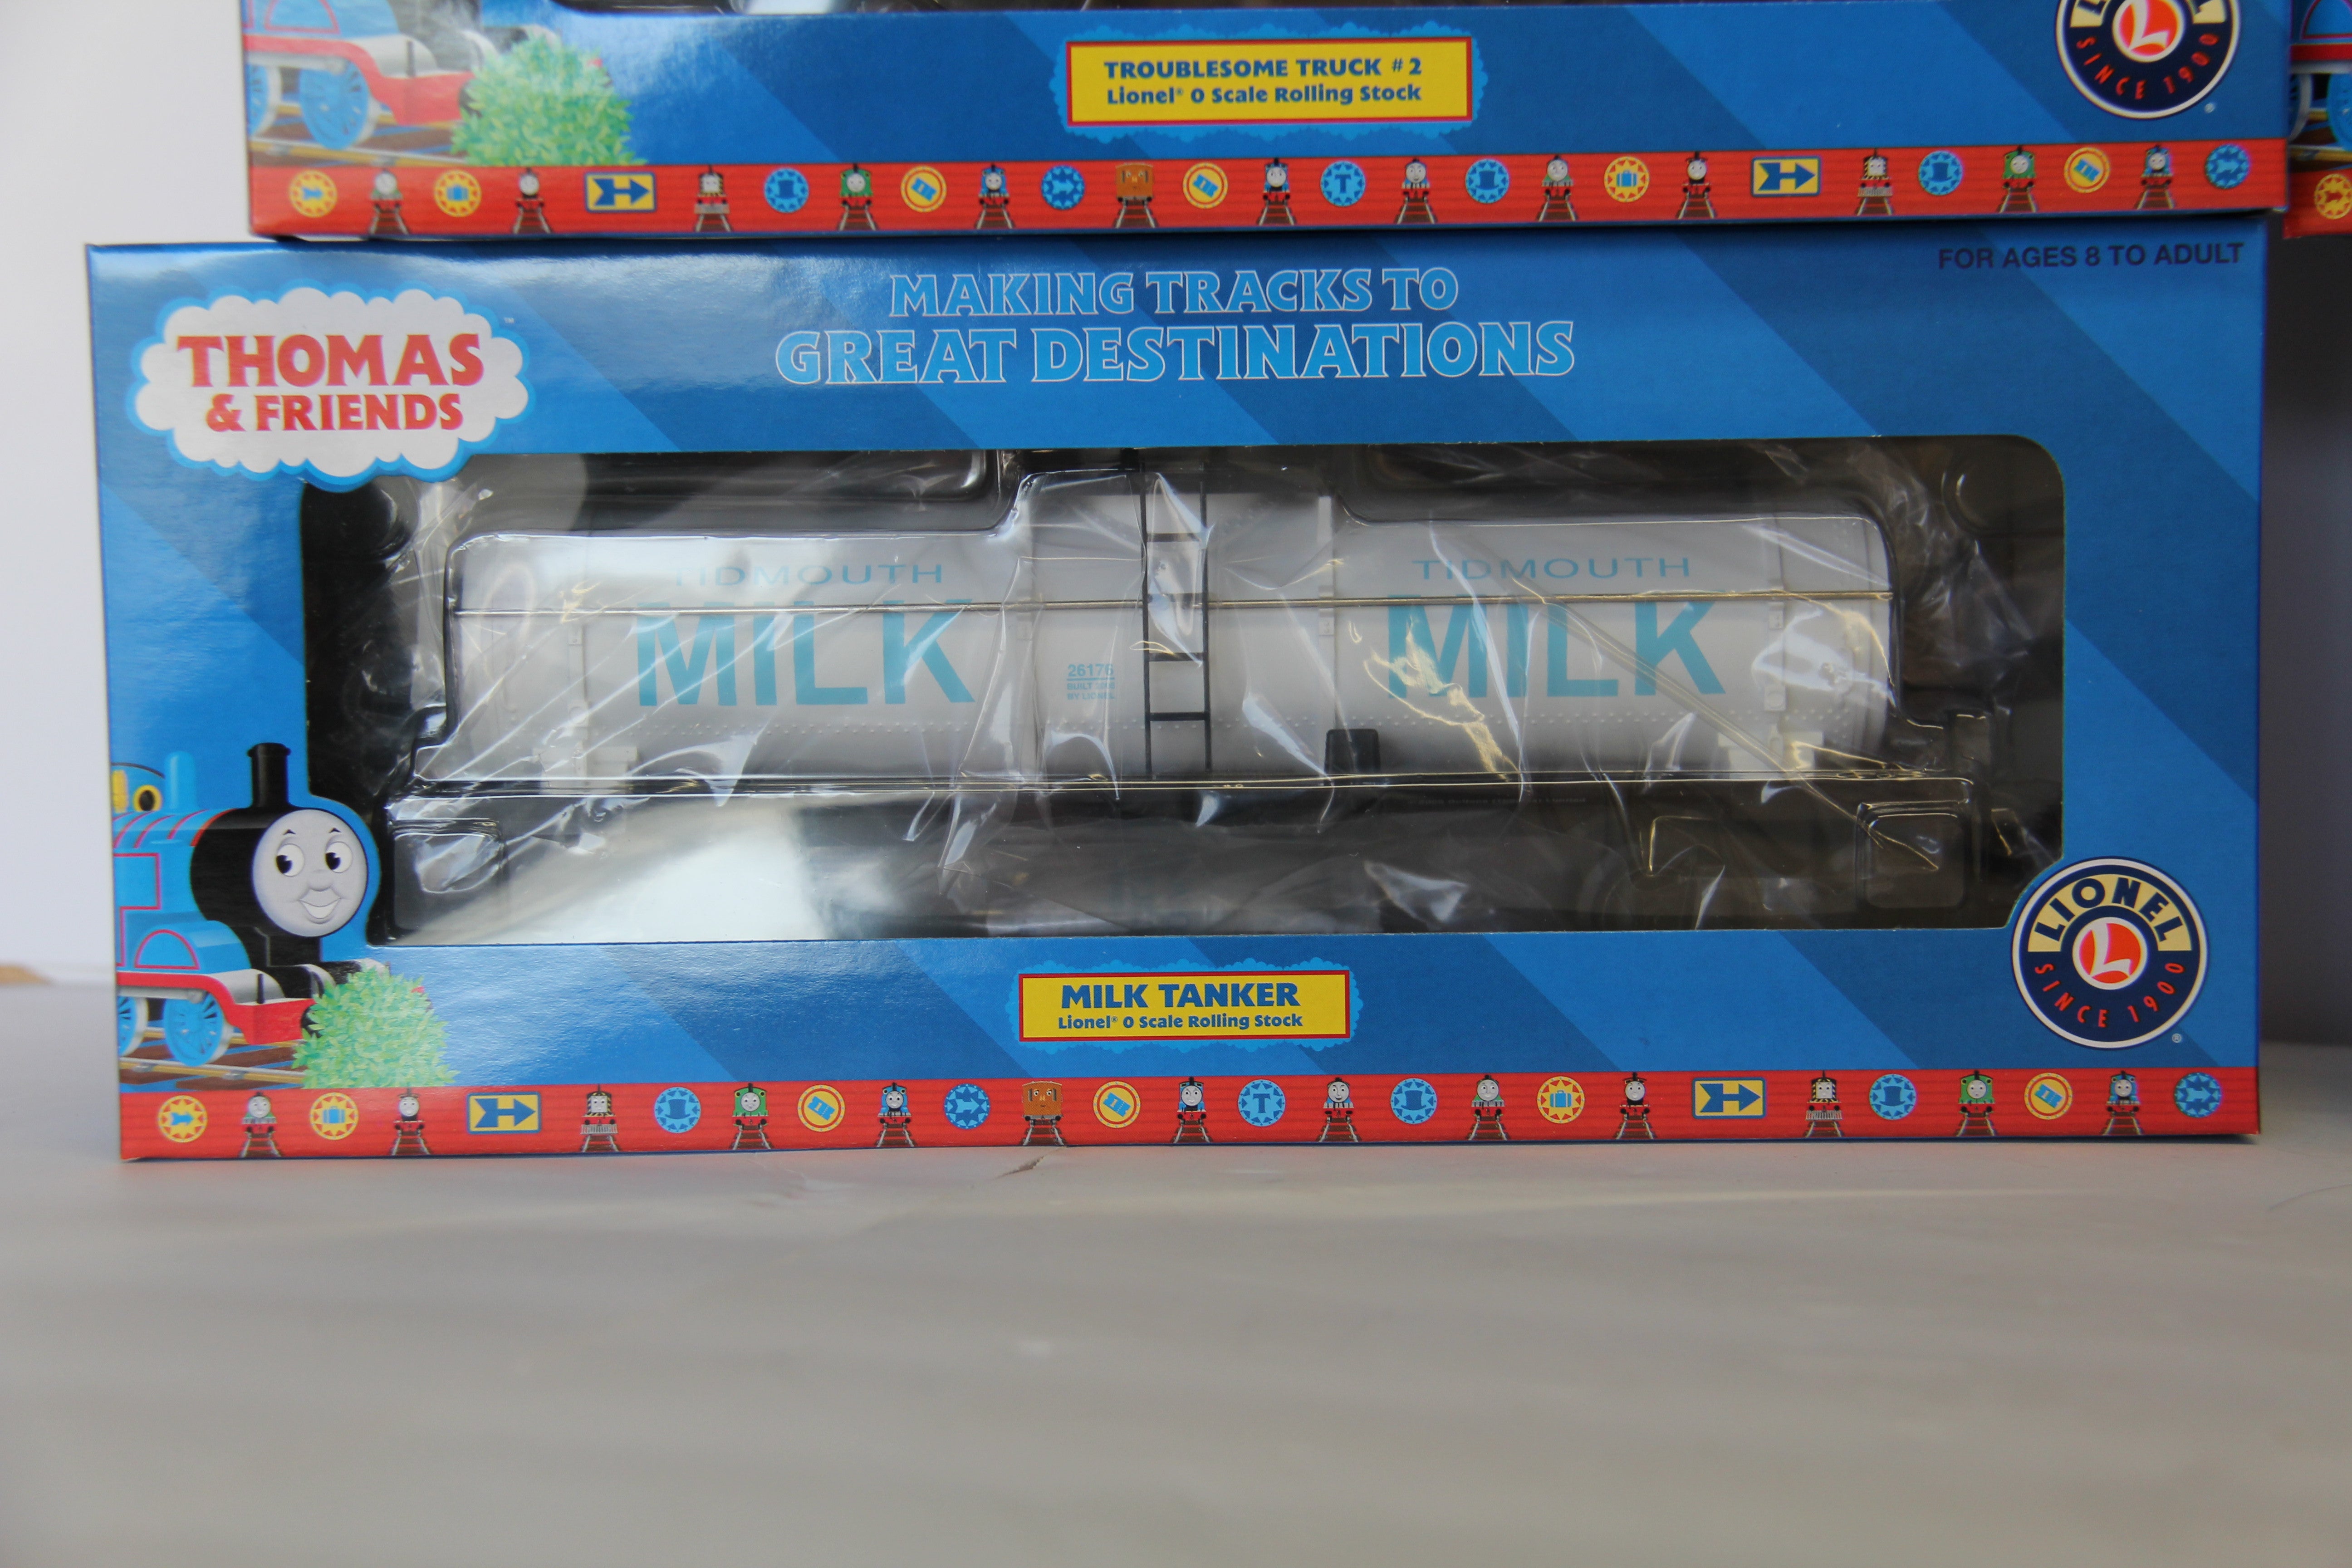 TROUBLESOME TRUCK #2
Lionel® O Scale Rolling Stock
L
SINCE 1900
®
FOR AGES 8 TO ADULT
MAKING TRACKS TO
GREAT DESTINATIONS
THOMAS
& FRIENDS
TIDMOUTH
MILK
TIDMOUTH
MILK
26176
BY LIONEL
LIONEL
L
SINCE 1900
®
MILK TANKER
Lionel® O Scale Rolling Stock
T